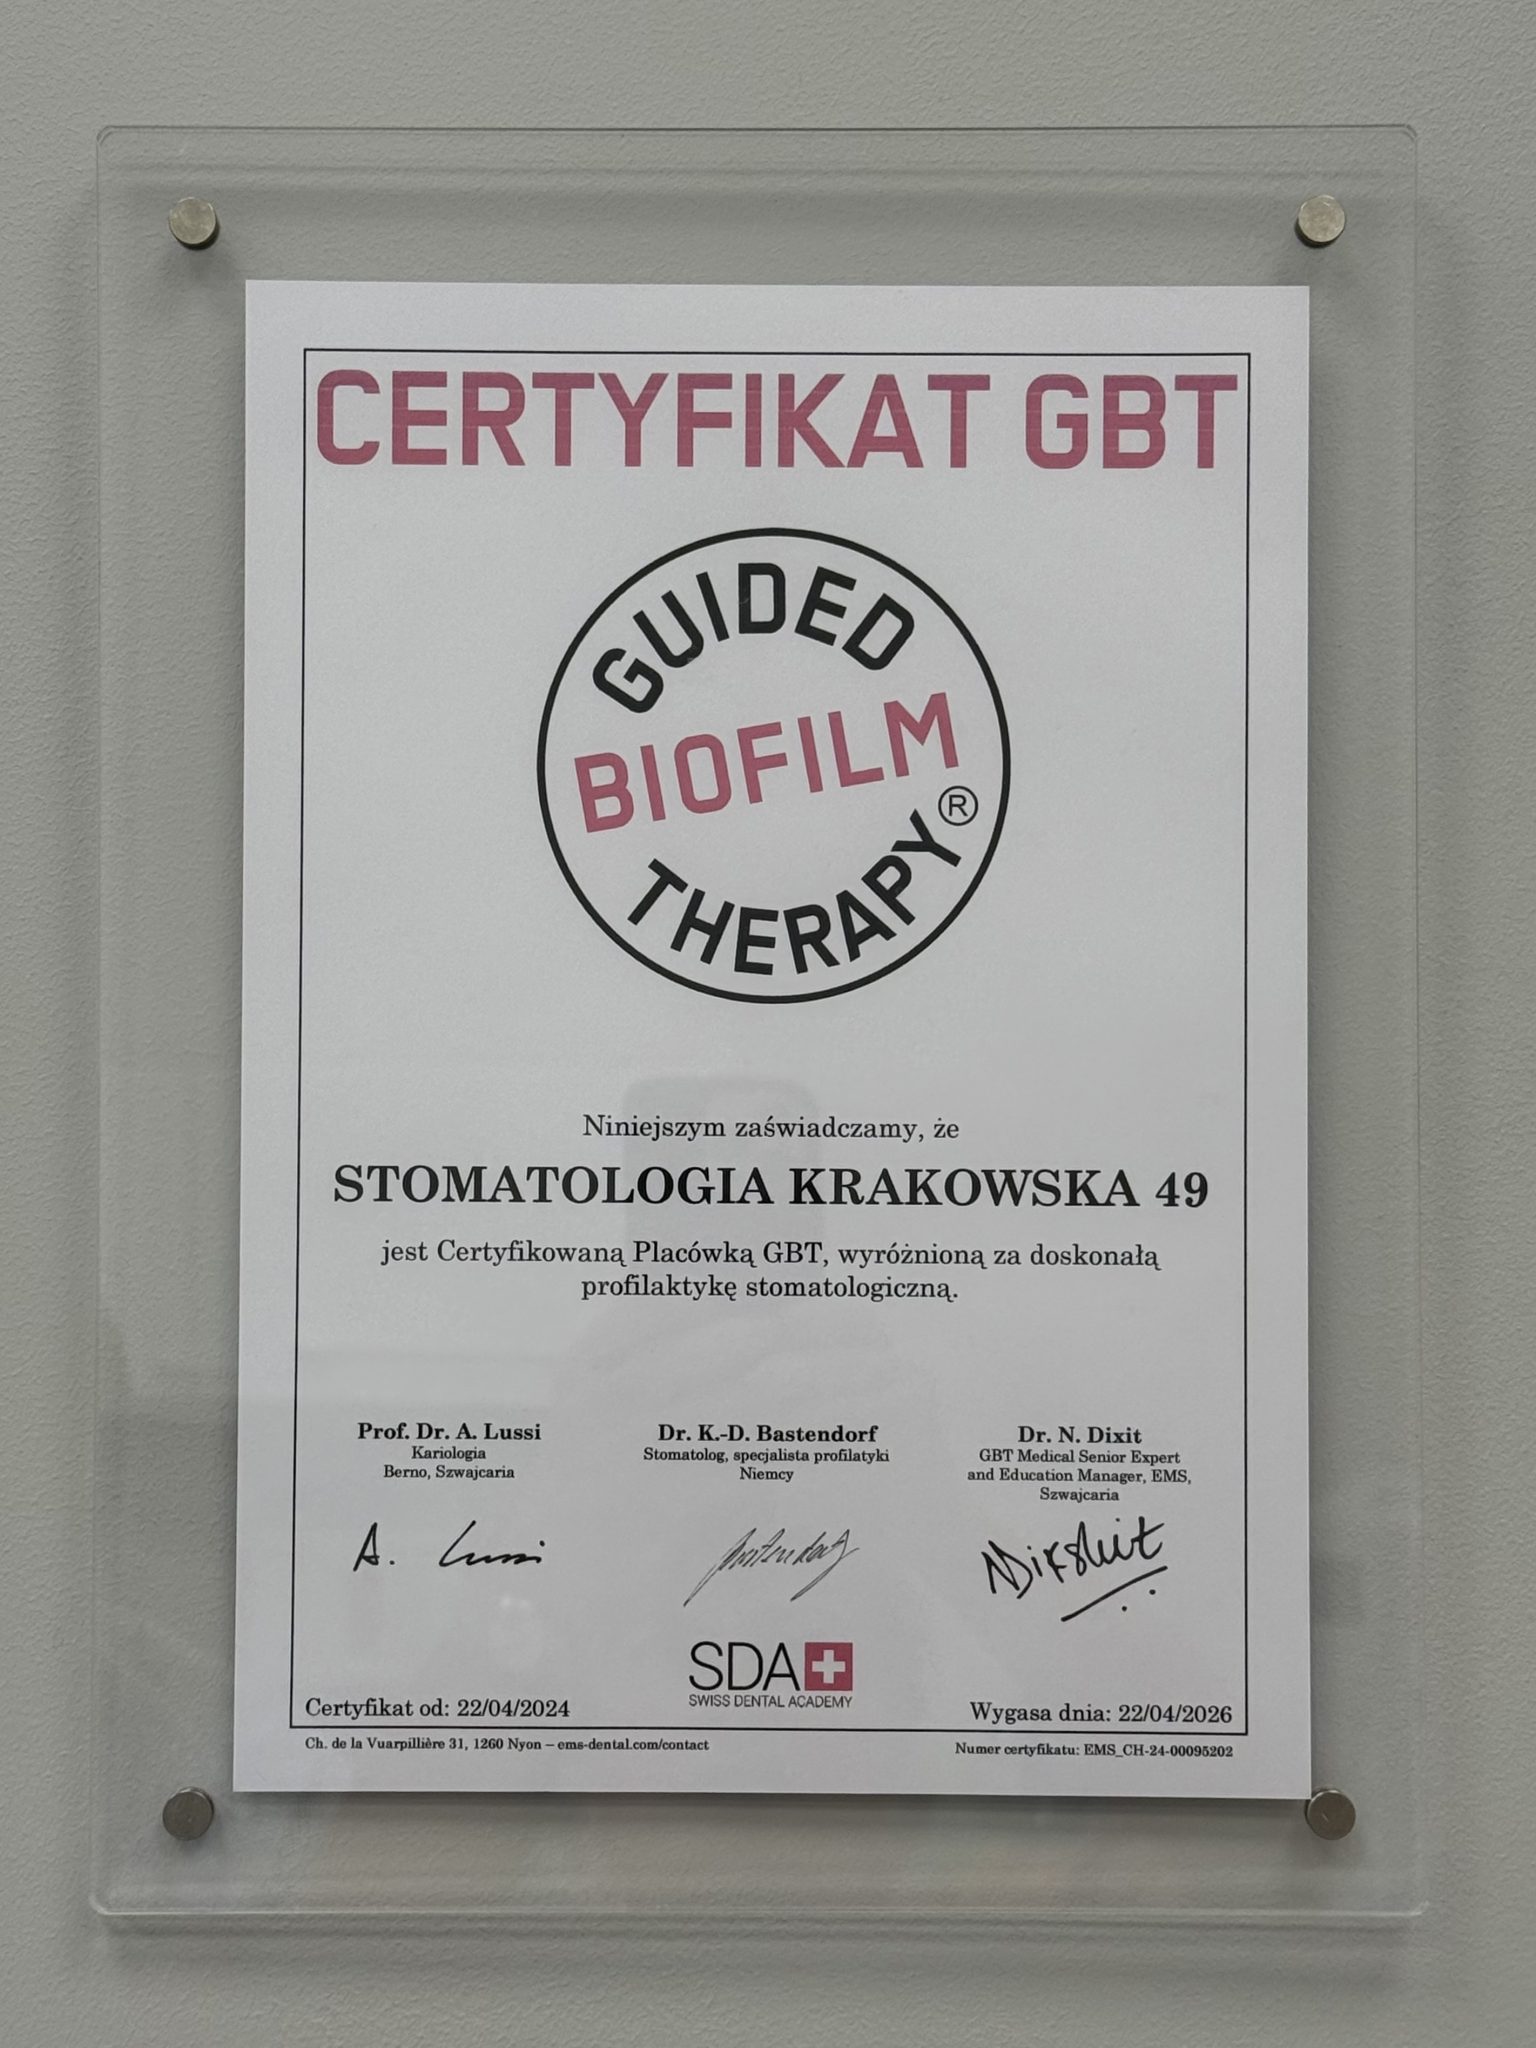 CERTYFIKAT GBT
GUIDED
BIOFILM
THERAPY®
Niniejszym zaświadczamy, że
STOMATOLOGIA KRAKOWSKA 49
jest Certyfikowaną Placówką GBT, wyróżnioną za doskonałą
profilaktykę stomatologiczną.
Prof. Dr. A. Lussi
Kariologia
Berno, Szwajcaria
A. Lussi
Dr. K.-D. Bastendorf
Stomatolog, specjalista profilatyki
Niemcy
Bastendorf
Dr. N. Dixit
GBT Medical Senior Expert
and Education Manager, EMS,
Szwajcaria
SDA
SWISS DENTAL ACADEMY
Certyfikat od: 22/04/2024
Wygasa dnia: 22/04/2026
Ch. de la Vuarpillière 31, 1260 Nyon – ems-dental.com/contact
Numer certyfikatu: EMS_CH-24-00095202